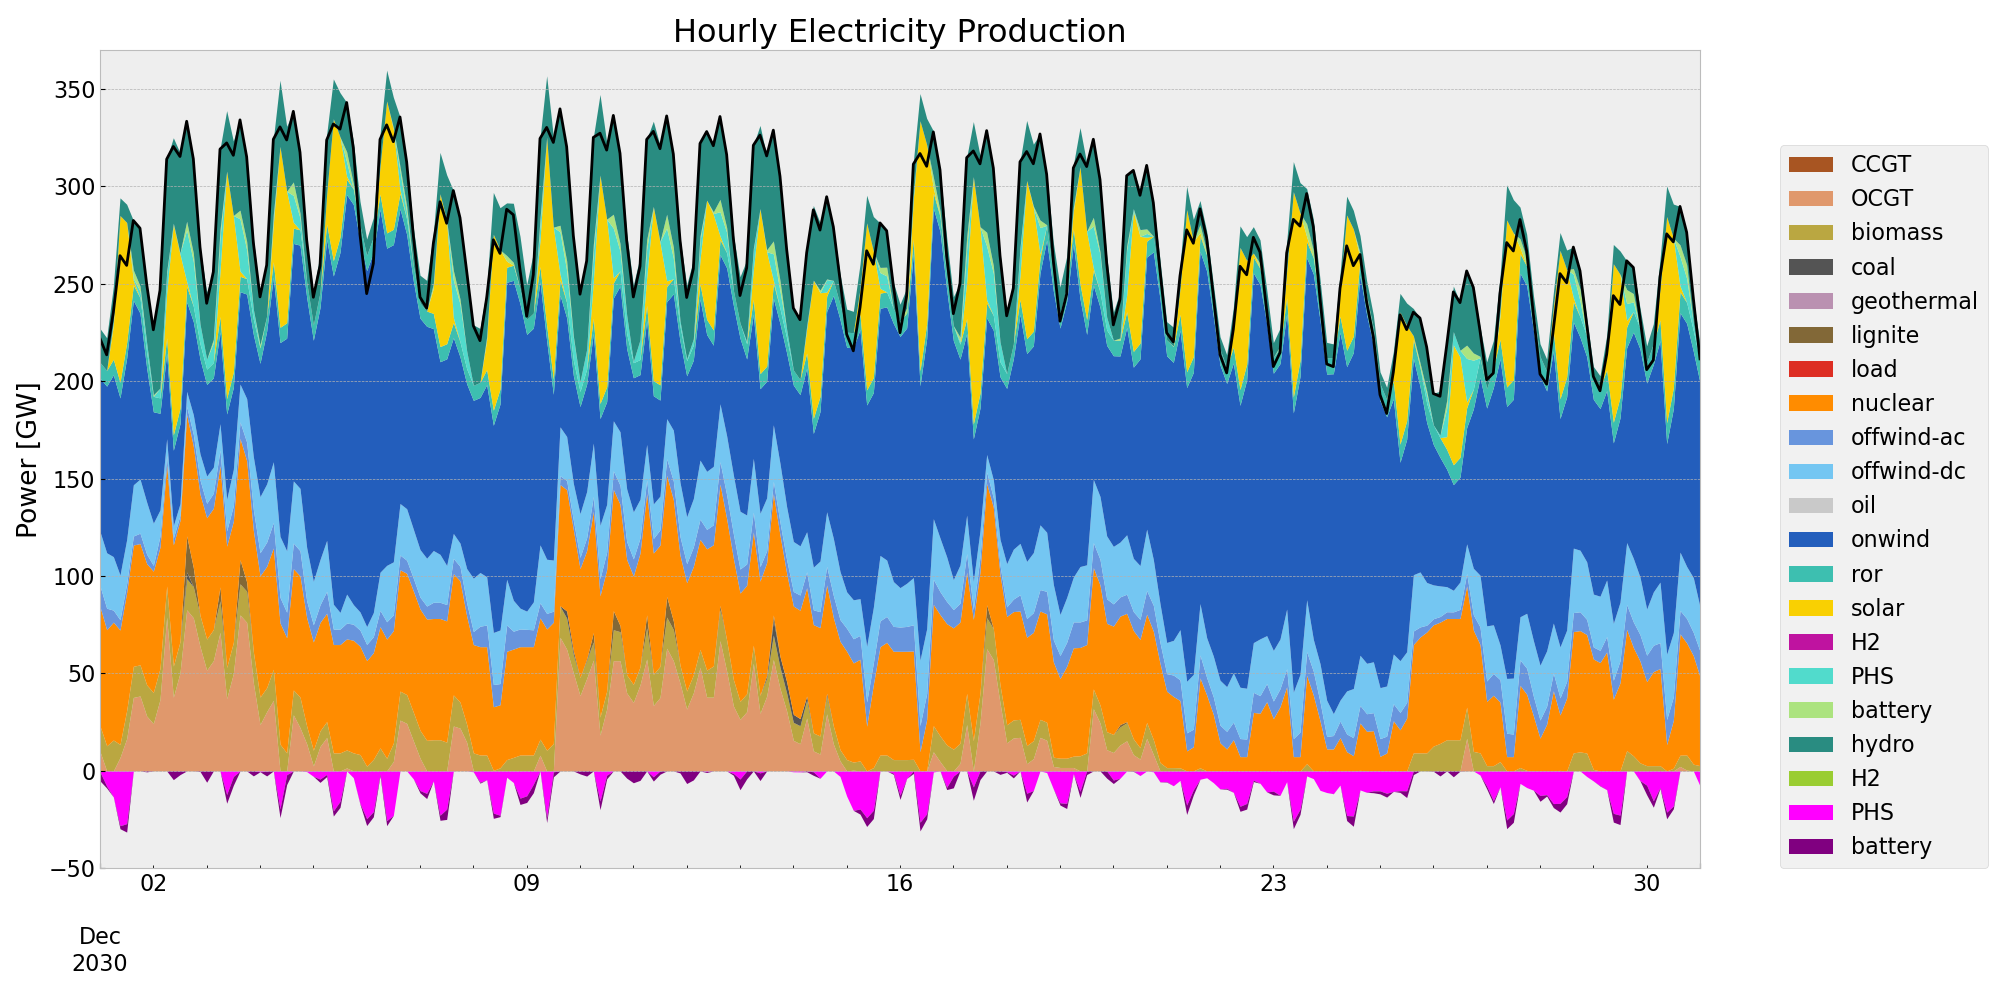 Hourly Electricity Production
Power [GW]
350
300
250
200
150
100
50
0
−50
02
09
16
23
30
Dec
2030
CCGT
OCGT
biomass
coal
geothermal
lignite
load
nuclear
offwind-ac
offwind-dc
oil
onwind
ror
solar
H2
PHS
battery
hydro
H2
PHS
battery